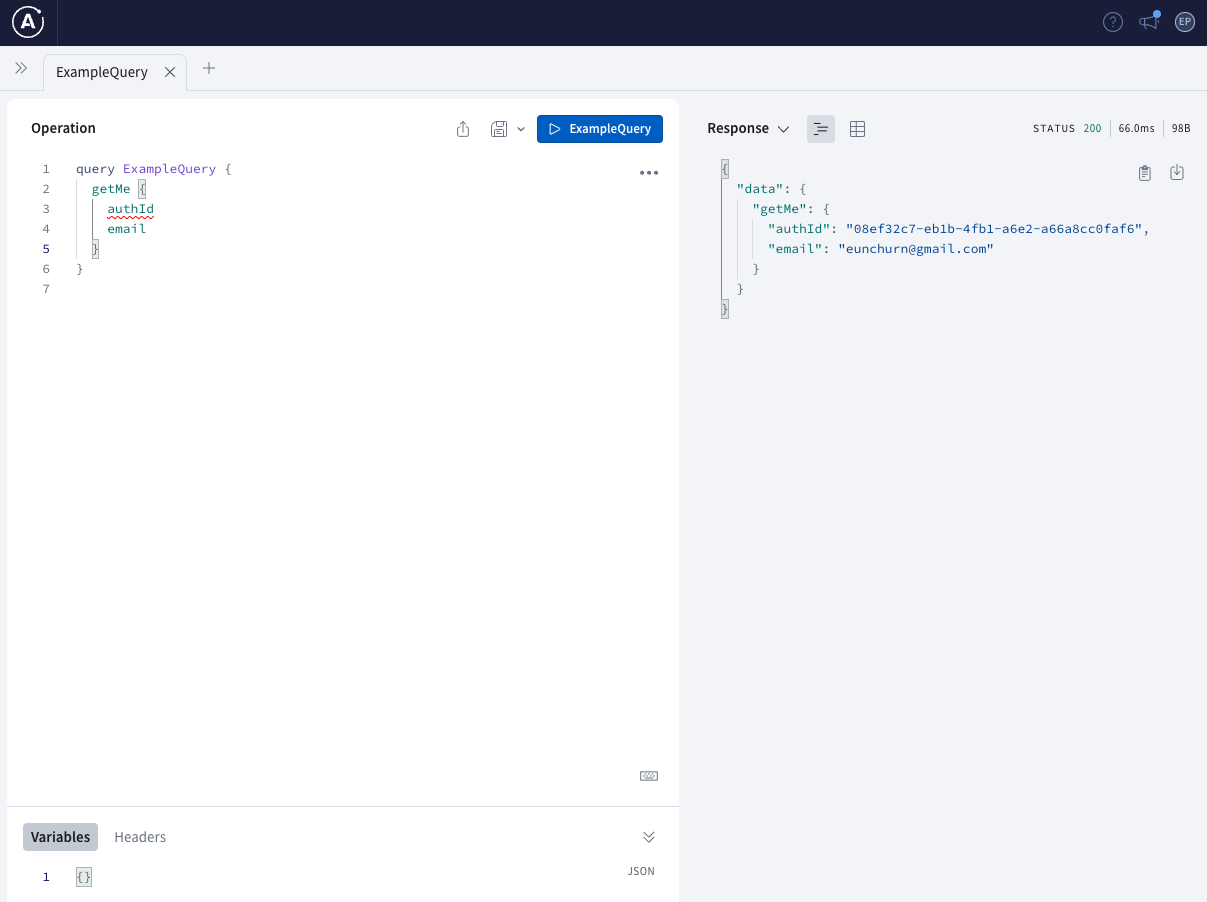 A
EP
ExampleQuery
Operation
ExampleQuery
1 query ExampleQuery {
2 getMe {
3 authId
4 email
5 }
6 }
7
Variables
Headers
JSON
1 {}
Response
STATUS 200
66.0ms
98B
{
"data": {
"getMe": {
"authId": "08ef32c7-eb1b-4fb1-a6e2-a66a8cc0faf6",
"email": "eunchurn@gmail.com"
}
}
}